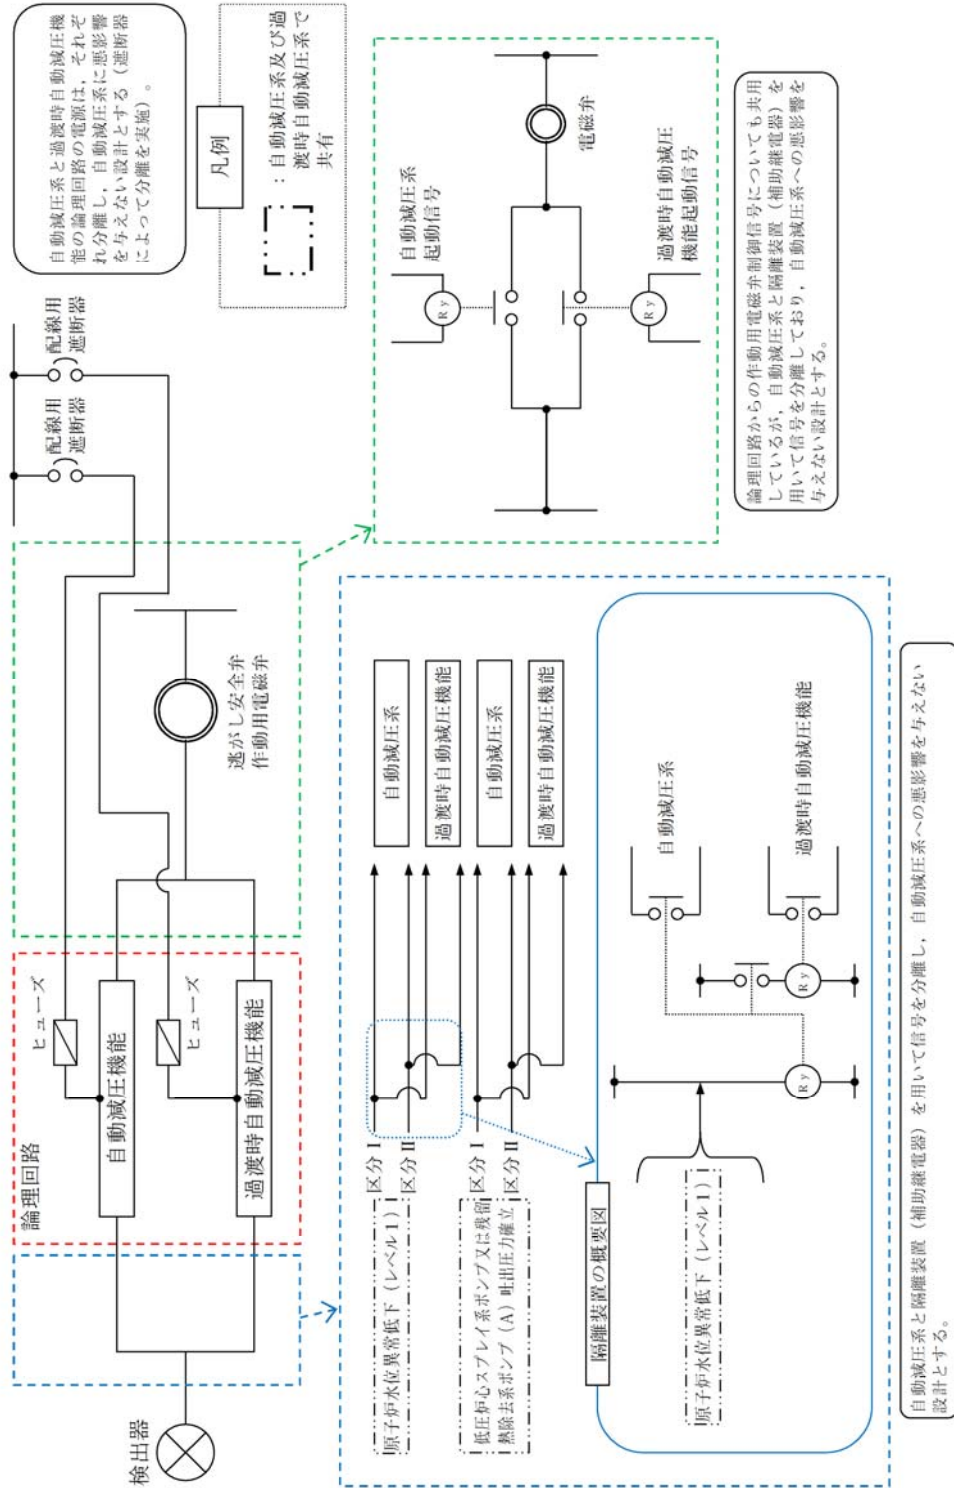 検出器
論理回路
ヒューズ
自動減圧機能
ヒューズ
過渡時自動減圧機能
逃がし安全弁
作動用電磁弁
配線用
遮断器
配線用
遮断器
自動減圧系と過渡時自動減圧機
能の論理回路の電源は，それぞ
れ分離し，自動減圧系に悪影響
を与えない設計とする（遮断器
によって分離を実施）。
凡例
：自動減圧系及び過
渡時自動減圧系で
共有
原子炉水位異常低下（レベル1）
区分Ⅰ
区分Ⅱ
低圧炉心スプレイ系ポンプ又は残留
熱除去系ポンプ（A）吐出圧力確立
区分Ⅰ
区分Ⅱ
自動減圧系
過渡時自動減圧機能
自動減圧系
過渡時自動減圧機能
隔離装置の概要図
原子炉水位異常低下（レベル1）
Ry
Ry
自動減圧系
過渡時自動減圧機能
自動減圧系
起動信号
Ry
電磁弁
Ry
過渡時自動減圧
機能起動信号
論理回路からの作動用電磁弁制御信号についても共用
しているが，自動減圧系と隔離装置（補助継電器）を
用いて信号を分離しており，自動減圧系への悪影響を
与えない設計とする。
自動減圧系と隔離装置（補助継電器）を用いて信号を分離し，自動減圧系への悪影響を与えない
設計とする。